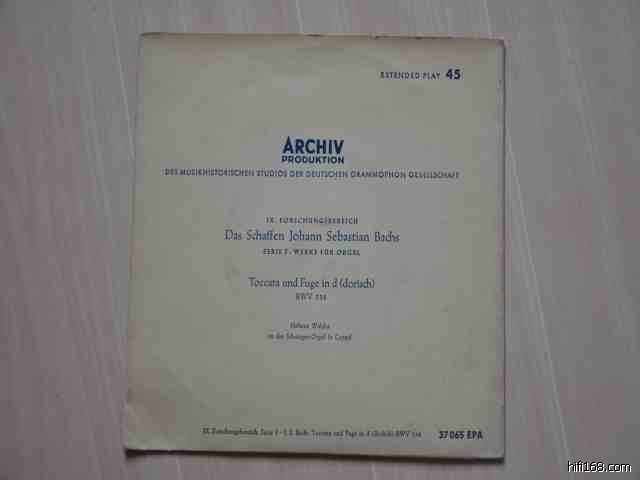 EXTENDED PLAY 45
ARCHIV
PRODUKTION
DES MUSIKHISTORISCHEN STUDIOS DER DEUTSCHEN GRAMMOPHON GESELLSCHAFT
IX. FORSCHUNGSBEREICH
Das Schaffen Johann Sebastian Bachs
SERIE F · WERKE FÜR ORGEL
Toccata und Fuge in d (dorisch)
BWV 538
Helmut Walcha
an der Schnitger-Orgel in Cappel
IX. Forschungsbereich, Serie F · J. S. Bach: Toccata und Fuge in d (dorisch) BWV 538 37 065 EPA
hifi168.com